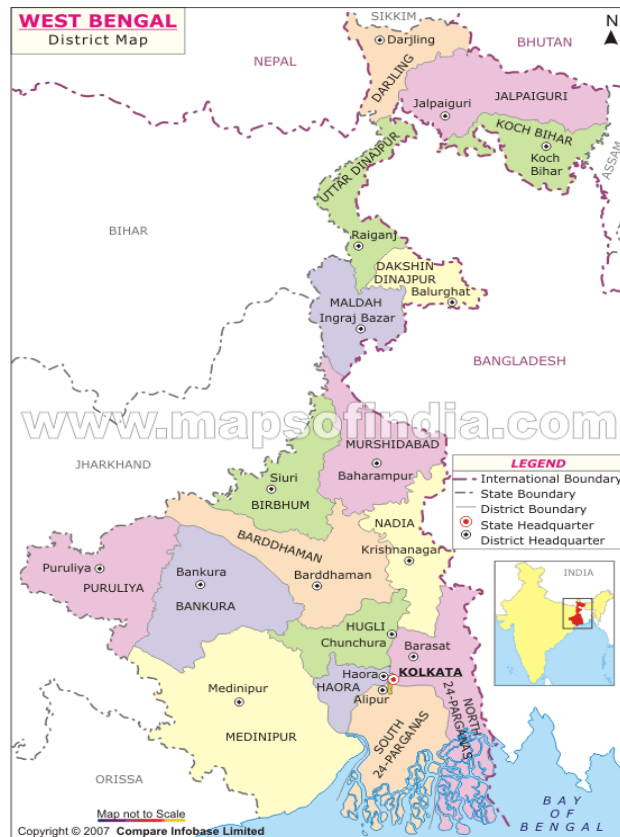 WEST BENGAL
District Map
SIKKIM
N
Darjling
BHUTAN
NEPAL
DARJLING
JALPAIGURI
Jalpaiguri
KOCH BIHAR
Koch
Bihar
ASSAM
UTTAR DINAJPUR
BIHAR
Raiganj
DAKSHIN
DINAJPUR
Balurghat
MALDAH
Ingraj Bazar
BANGLADESH
www.mapsofindia.com
MURSHIDABAD
Baharampur
JHARKHAND
Siuri
BIRBHUM
LEGEND
International Boundary
State Boundary
District Boundary
State Headquarter
District Headquarter
NADIA
Krishnanagar
BARDDHAMAN
Barddhaman
Puruliya
PURULIYA
Bankura
BANKURA
INDIA
HUGLI
Chunchura
Barasat
KOLKATA
Haora
HAORA
Alipur
Medinipur
MEDINIPUR
NORTH
24-PARGANAS
SOUTH
24-PARGANAS
ORISSA
BAY
OF
BENGAL
Map not to Scale
Copyright © 2007 Compare Infobase Limited